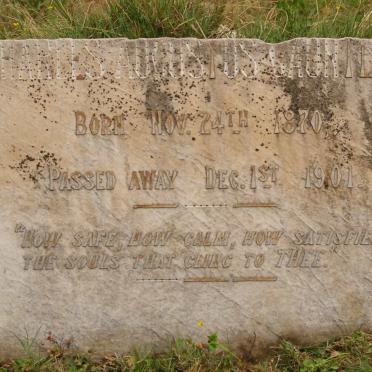 AUGUSTUS
BORN NOV. 24TH 1870.
PASSED AWAY DEC. 1ST 1901.
"HOW SAFE, HOW CALM, HOW SATISFIE
THE SOULS THAT CLING TO THEE."